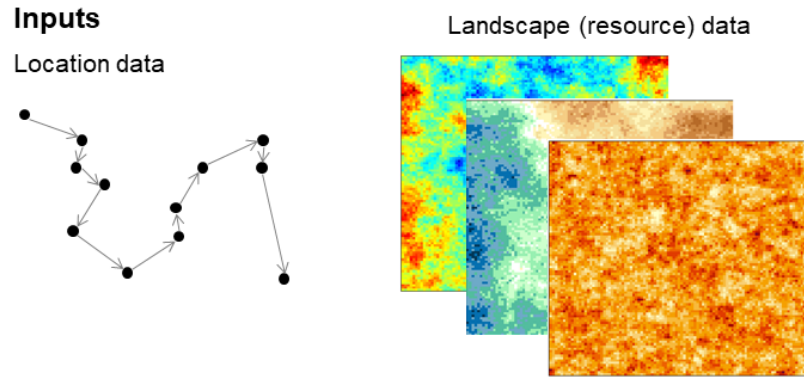 Inputs
Location data
Landscape (resource) data